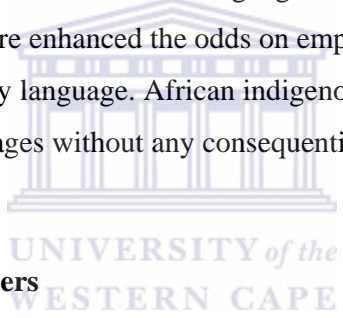 re enhanced the odds on emp
y language. African indigeno
ages without any consequenti
UNIVERSITY of the
ers
WESTERN CAPE